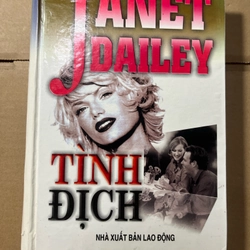 JANET
DAILEY
TÌNH
ĐỊCH
NHÀ XUẤT BẢN LAO ĐỘNG